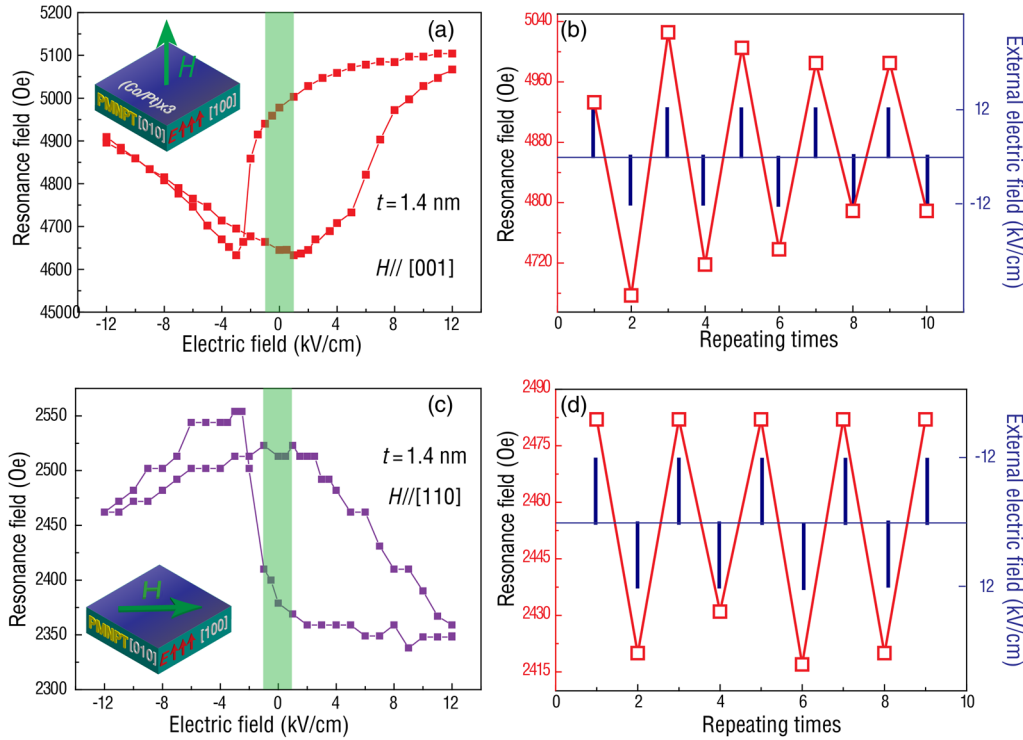 (a)
5200
5100
5000
4900
4800
4700
4600
45000
Resonance field (Oe)
H
(Co/Pt)x3
PMNPT [010] E [100]
t = 1.4 nm
H// [001]
-12 -8 -4 0 4 8 12
Electric field (kV/cm)
(b)
5040
4960
4880
4800
4720
Resonance field (Oe)
12
-12
External electric field (kV/cm)
0 2 4 6 8 10
Repeating times
(c)
2550
2500
2450
2400
2350
2300
Resonance field (Oe)
t = 1.4 nm
H//[110]
H
PMNPT [010] E [100]
-12 -8 -4 0 4 8 12
Electric field (kV/cm)
(d)
2490
2475
2460
2445
2430
2415
Resonance field (Oe)
-12
12
External electric field (kV/cm)
0 2 4 6 8 10
Repeating times